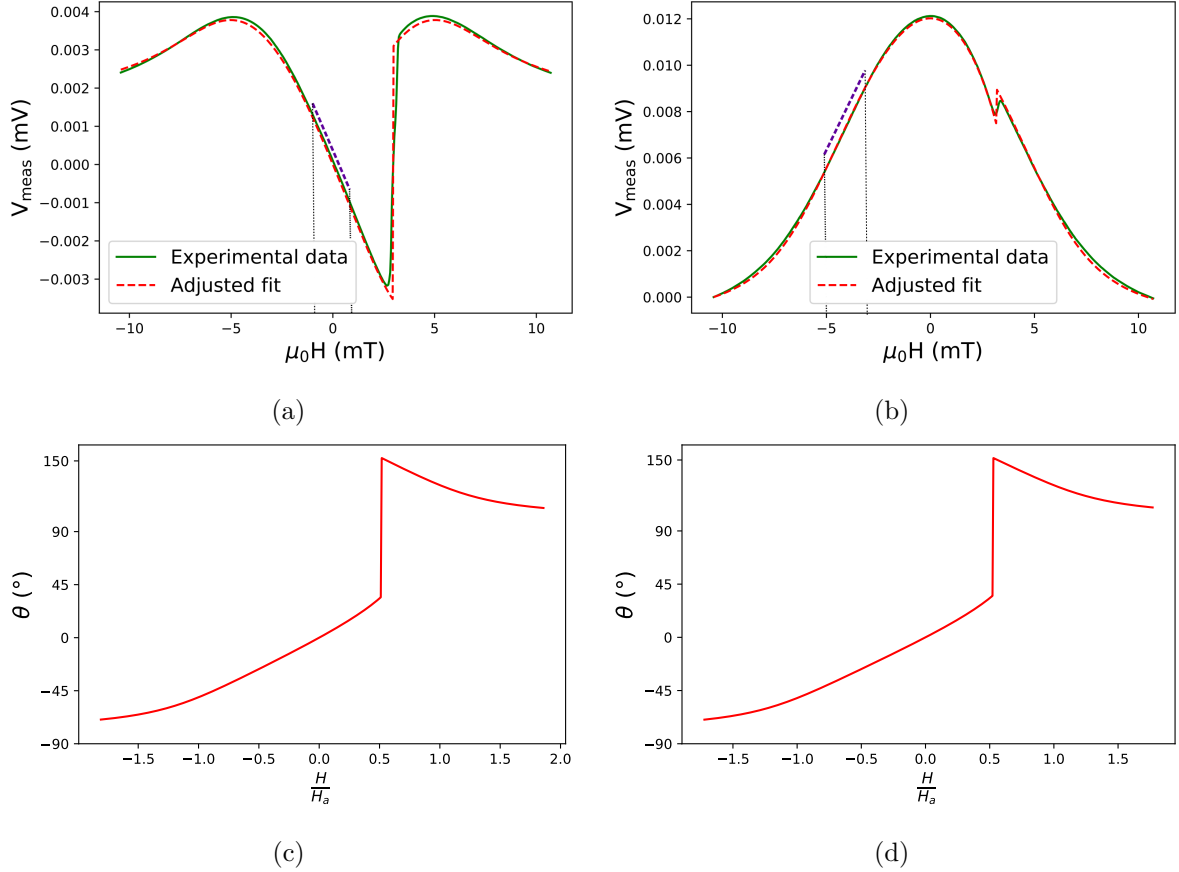 0.004
0.003
0.002
0.001
0.000
−0.001
−0.002
−0.003
V_meas (mV)
Experimental data
Adjusted fit
−10 −5 0 5 10
μ₀H (mT)
(a)
0.012
0.010
0.008
0.006
0.004
0.002
0.000
V_meas (mV)
Experimental data
Adjusted fit
−10 −5 0 5 10
μ₀H (mT)
(b)
150
90
45
0
−45
−90
θ (°)
−1.5 −1.0 −0.5 0.0 0.5 1.0 1.5 2.0
H
H_a
(c)
150
90
45
0
−45
−90
θ (°)
−1.5 −1.0 −0.5 0.0 0.5 1.0 1.5
H
H_a
(d)